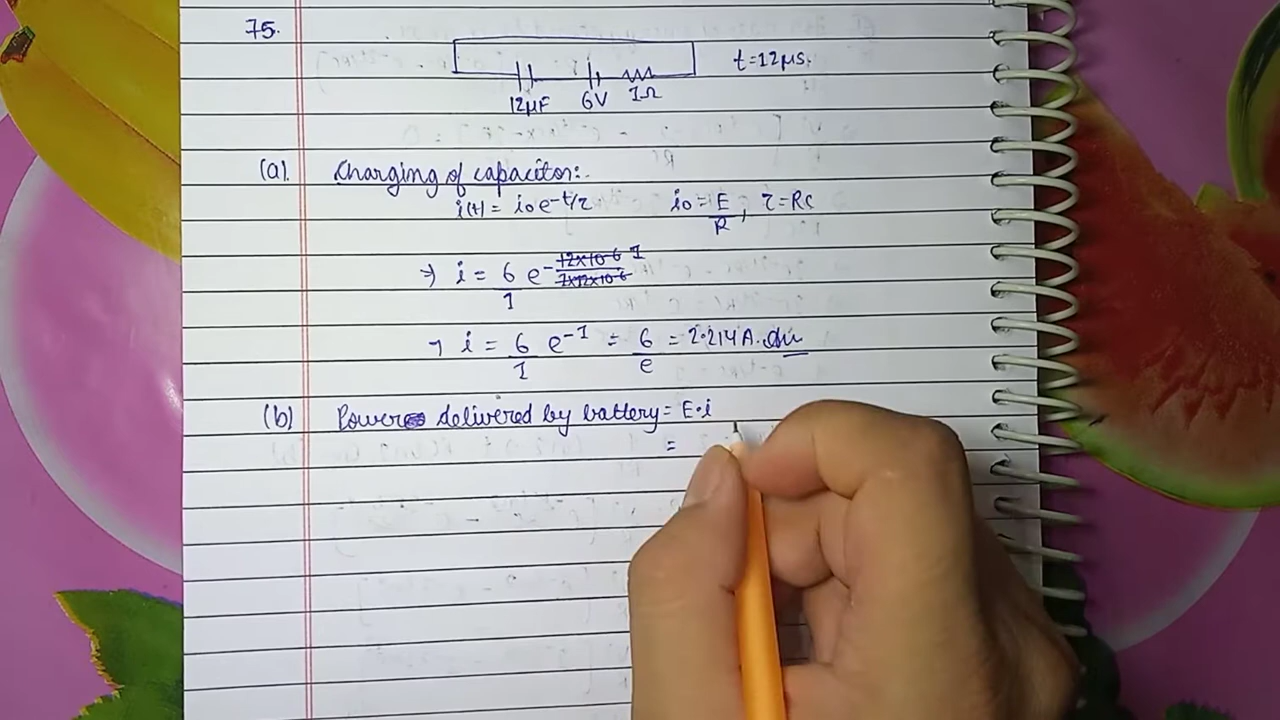 75.
t=12μs.
12μF 6V 1Ω
(a). Charging of capacitor:-
i(t) = i₀e^-t/τ i₀ = E/R, τ=RC
⇒ i = 6/1 e^-(12×10^-6)/(1×12×10^-6) 1
⇒ i = 6/1 e^-1 = 6/e = 2.214A.
(b) Power delivered by battery = E·i
=